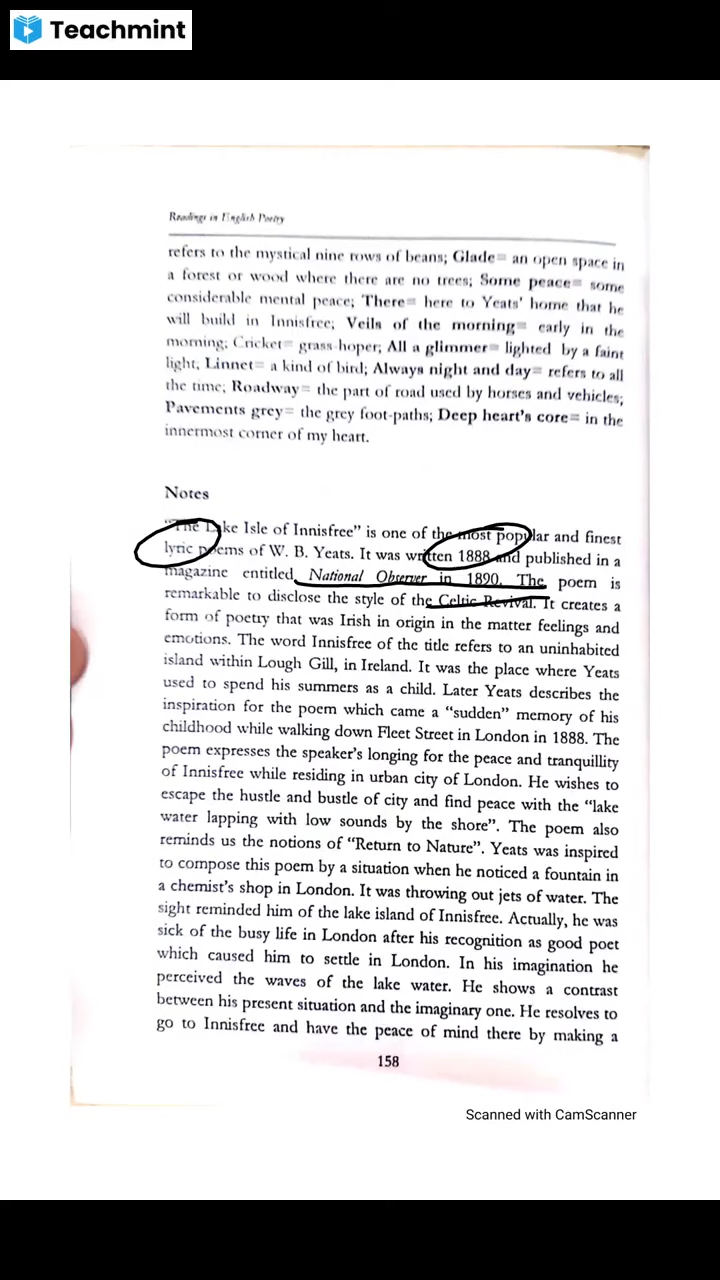 Teachmint
Readings in English Poetry
refers to the mystical nine rows of beans; Glade= an open space in
a forest or wood where there are no trees; Some peace= some
considerable mental peace; There= here to Yeats' home that he
will build in Innisfree; Veils of the morning= early in the
morning; Cricket= grass-hoper; All a glimmer= lighted by a faint
light; Linnet= a kind of bird; Always night and day= refers to all
the time; Roadway= the part of road used by horses and vehicles;
Pavements grey= the grey foot-paths; Deep heart's core= in the
innermost corner of my heart.
Notes
"The Lake Isle of Innisfree" is one of the most popular and finest
lyric poems of W. B. Yeats. It was written 1888 and published in a
magazine entitled National Observer in 1890. The poem is
remarkable to disclose the style of the Celtic Revival. It creates a
form of poetry that was Irish in origin in the matter feelings and
emotions. The word Innisfree of the title refers to an uninhabited
island within Lough Gill, in Ireland. It was the place where Yeats
used to spend his summers as a child. Later Yeats describes the
inspiration for the poem which came a "sudden" memory of his
childhood while walking down Fleet Street in London in 1888. The
poem expresses the speaker's longing for the peace and tranquillity
of Innisfree while residing in urban city of London. He wishes to
escape the hustle and bustle of city and find peace with the "lake
water lapping with low sounds by the shore". The poem also
reminds us the notions of "Return to Nature". Yeats was inspired
to compose this poem by a situation when he noticed a fountain in
a chemist's shop in London. It was throwing out jets of water. The
sight reminded him of the lake island of Innisfree. Actually, he was
sick of the busy life in London after his recognition as good poet
which caused him to settle in London. In his imagination he
perceived the waves of the lake water. He shows a contrast
between his present situation and the imaginary one. He resolves to
go to Innisfree and have the peace of mind there by making a
158
Scanned with CamScanner